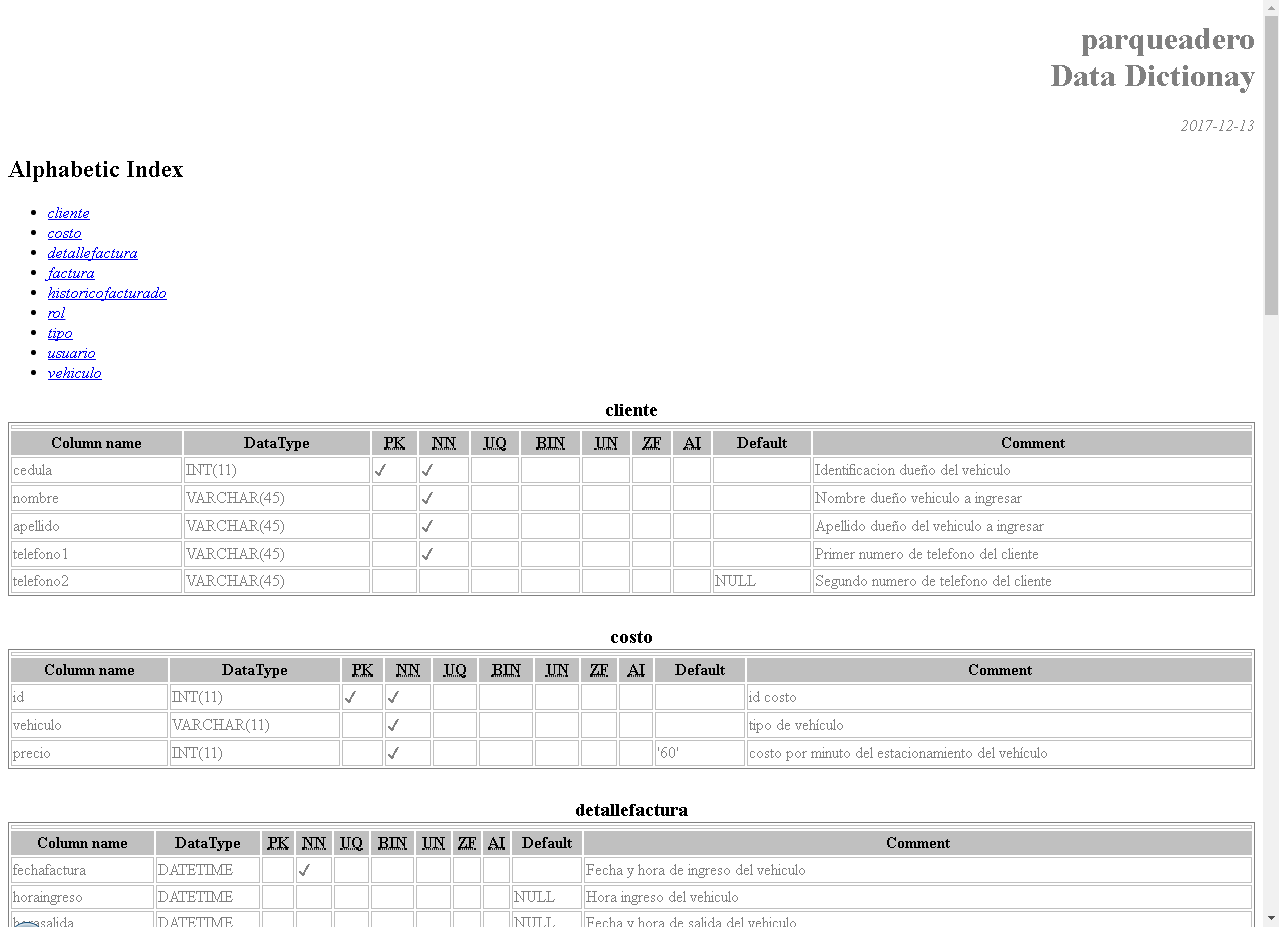 parqueadero
Data Dictionay
2017-12-13
Alphabetic Index
cliente
costo
detallefactura
factura
historicofacturado
rol
tipo
usuario
vehiculo
cliente
Column name DataType PK NN UQ BIN UN ZF AI Default Comment
cedula INT(11) ✓ ✓ Identificacion dueño del vehiculo
nombre VARCHAR(45) ✓ Nombre dueño vehiculo a ingresar
apellido VARCHAR(45) ✓ Apellido dueño del vehiculo a ingresar
telefono1 VARCHAR(45) ✓ Primer numero de telefono del cliente
telefono2 VARCHAR(45) NULL Segundo numero de telefono del cliente
costo
Column name DataType PK NN UQ BIN UN ZF AI Default Comment
id INT(11) ✓ ✓ id costo
vehiculo VARCHAR(11) ✓ tipo de vehículo
precio INT(11) ✓ '60' costo por minuto del estacionamiento del vehículo
detallefactura
Column name DataType PK NN UQ BIN UN ZF AI Default Comment
fechafactura DATETIME ✓ Fecha y hora de ingreso del vehiculo
horaingreso DATETIME NULL Hora ingreso del vehiculo
horasalida DATETIME NULL Fecha y hora de salida del vehiculo